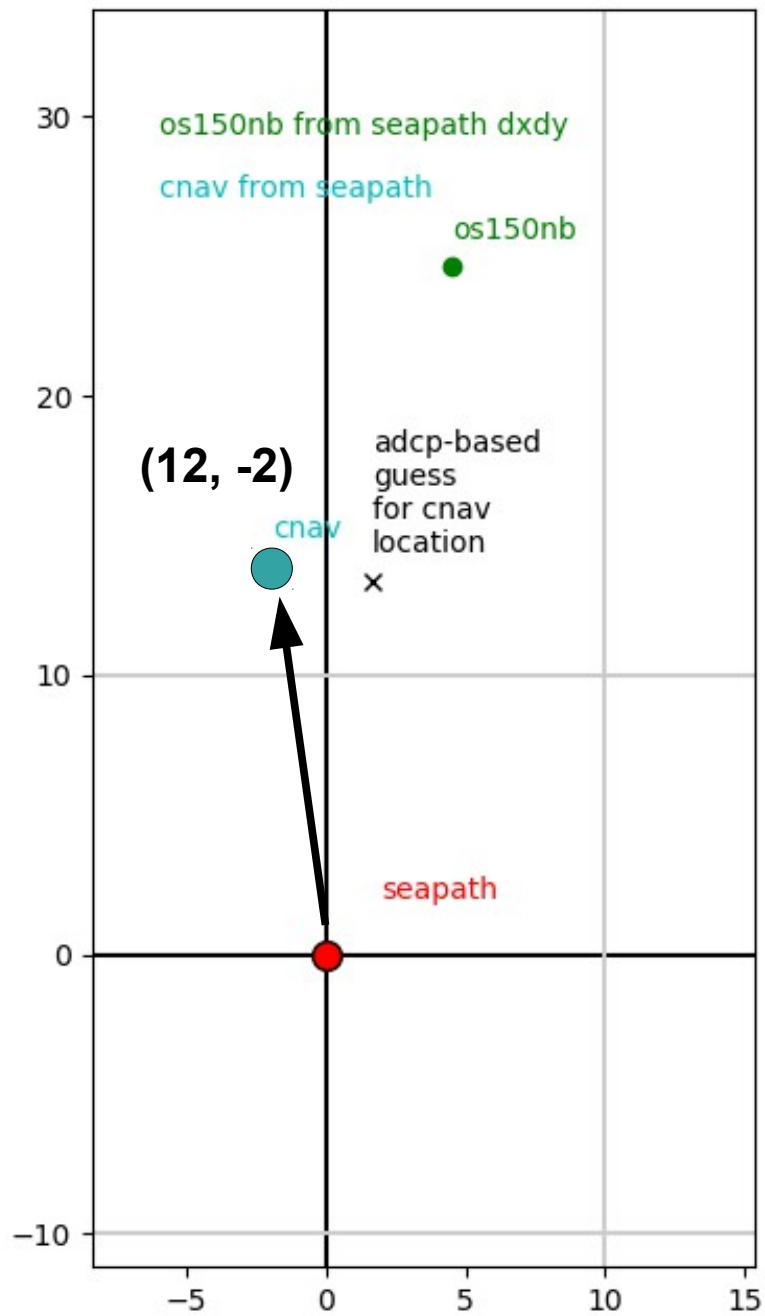 30
os150nb from seapath dxdy
cnav from seapath
os150nb
20
adcp-based
guess
for cnav
location
(12, -2)
cnav
10
seapath
0
−10
−5
0
5
10
15